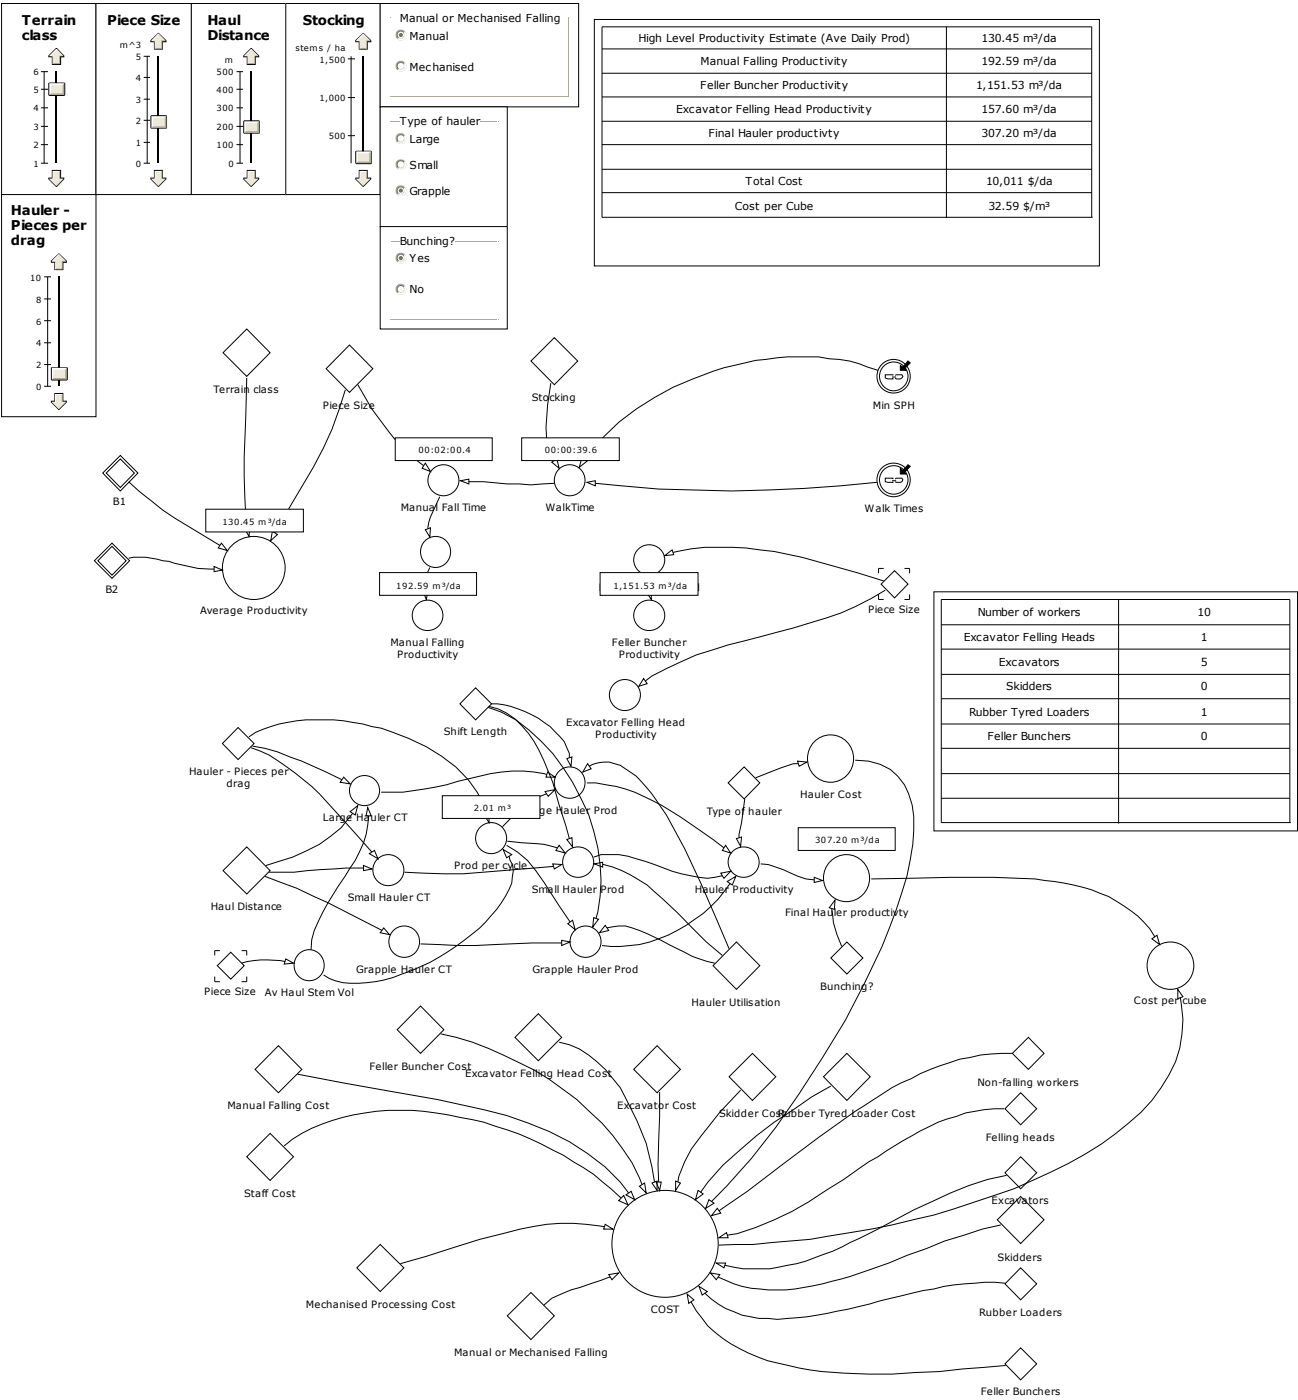 Terrain
class
6
5
4
3
2
1
Piece Size
m^3
5
4
3
2
1
0
Haul
Distance
m
500
400
300
200
100
0
Stocking
stems / ha
1,500
1,000
500
Manual or Mechanised Falling
Manual
Mechanised
Type of hauler
Large
Small
Grapple
Bunching?
Yes
No
Hauler -
Pieces per
drag
10
8
6
4
2
0
High Level Productivity Estimate (Ave Daily Prod) 130.45 m³/da
Manual Falling Productivity 192.59 m³/da
Feller Buncher Productivity 1,151.53 m³/da
Excavator Felling Head Productivity 157.60 m³/da
Final Hauler productivty 307.20 m³/da
Total Cost 10,011 $/da
Cost per Cube 32.59 $/m³
Terrain class
Piece Size
Stocking
Min SPH
00:02:00.4
00:00:39.6
B1
Manual Fall Time
WalkTime
Walk Times
130.45 m³/da
B2
Average Productivity
192.59 m³/da
1,151.53 m³/da
Piece Size
Manual Falling
Productivity
Feller Buncher
Productivity
Number of workers 10
Excavator Felling Heads 1
Excavators 5
Skidders 0
Rubber Tyred Loaders 1
Feller Bunchers 0
Excavator Felling Head
Productivity
Shift Length
Hauler - Pieces per
drag
Hauler Cost
Type of hauler
2.01 m³
ge Hauler Prod
Large Hauler CT
307.20 m³/da
Prod per cycle
Small Hauler CT
Small Hauler Prod
Hauler Productivity
Haul Distance
Final Hauler productivty
Grapple Hauler CT
Grapple Hauler Prod
Piece Size
Av Haul Stem Vol
Hauler Utilisation
Bunching?
Cost per cube
Feller Buncher Cost
Excavator Felling Head Cost
Manual Falling Cost
Excavator Cost
Skidder Cost
Rubber Tyred Loader Cost
Non-falling workers
Felling heads
Staff Cost
Excavators
Skidders
Mechanised Processing Cost
COST
Rubber Loaders
Manual or Mechanised Falling
Feller Bunchers